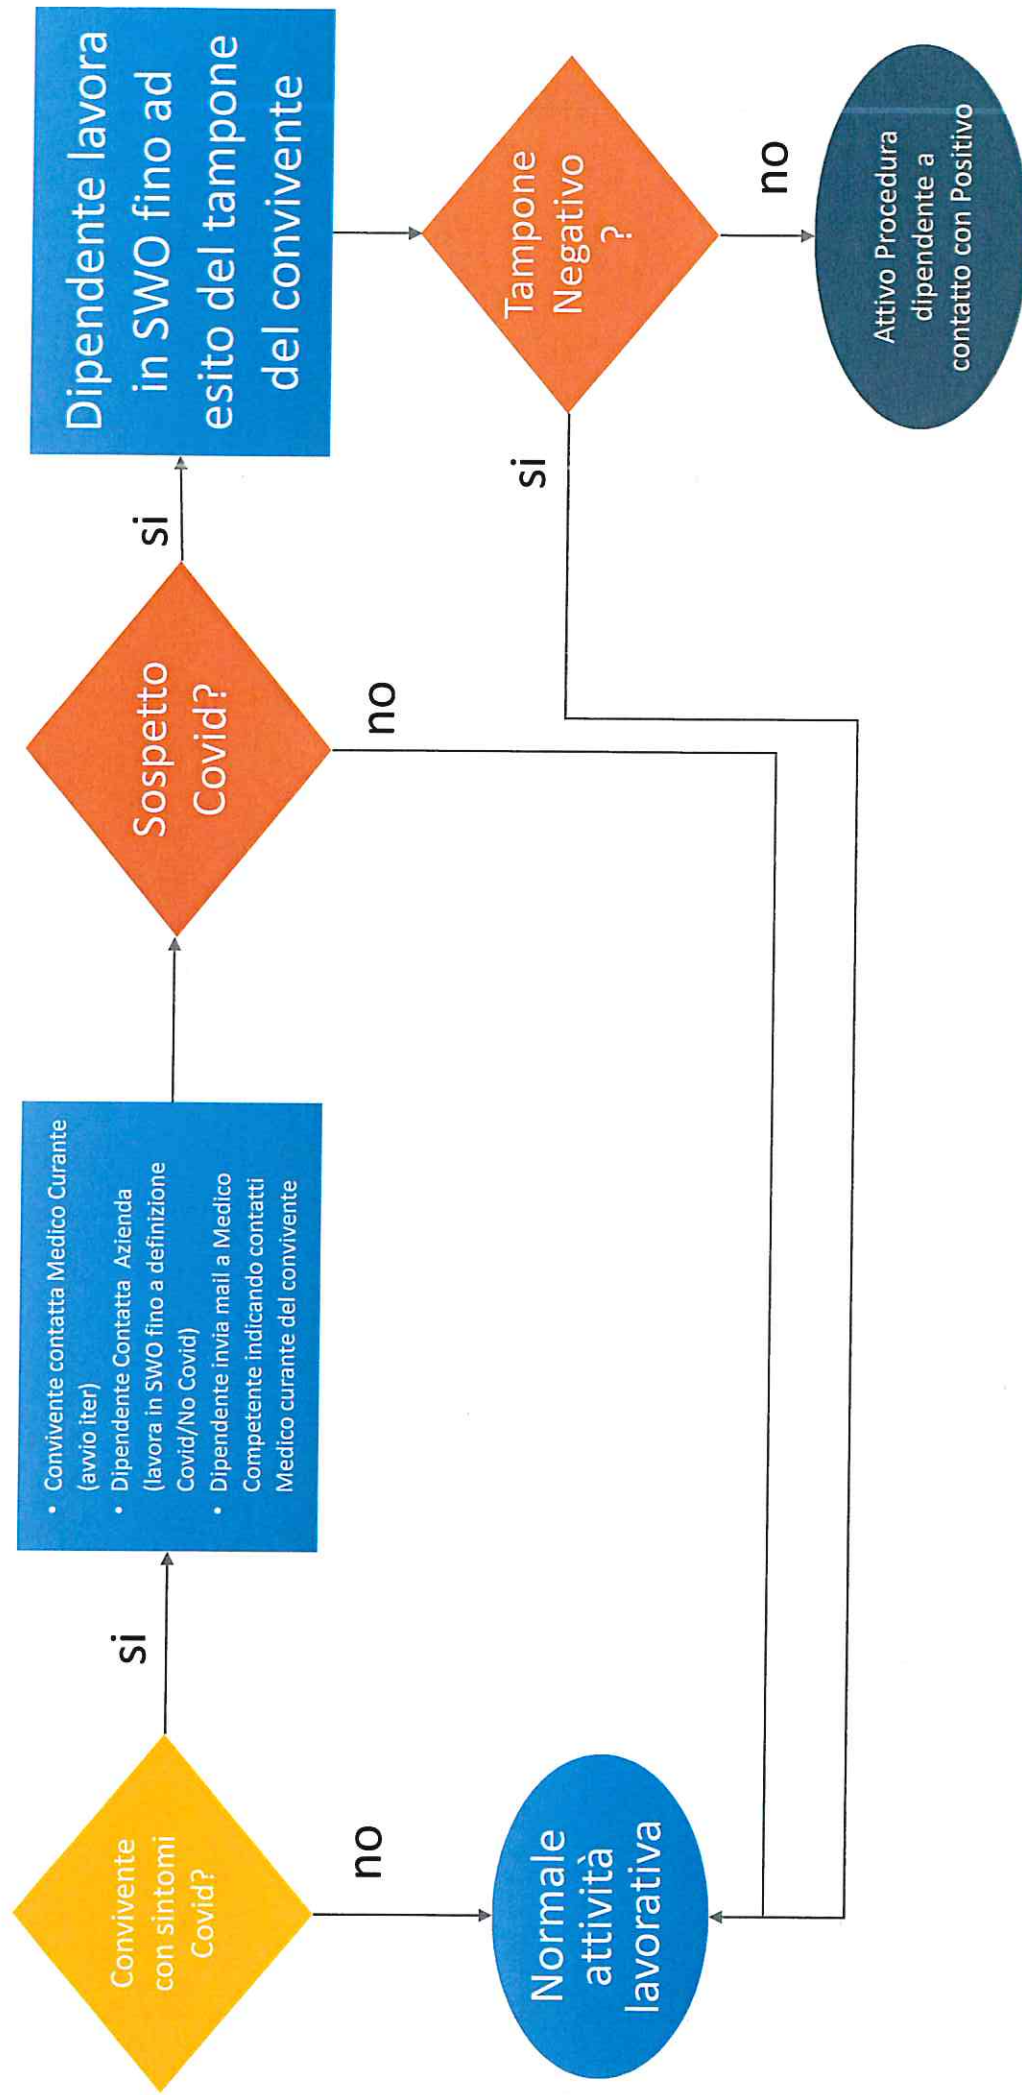 Convivente
con sintomi
Covid?
si
no
• Convivente contatta Medico Curante
(avvio iter)
• Dipendente Contatta Azienda
(lavora in SWO fino a definizione
Covid/No Covid)
• Dipendente invia mail a Medico
Competente indicando contatti
Medico curante del convivente
Sospetto
Covid?
si
no
Dipendente lavora
in SWO fino ad
esito del tampone
del convivente
Tampone
Negativo
?
si
no
Normale
attività
lavorativa
Attivo Procedura
dipendente a
contatto con Positivo